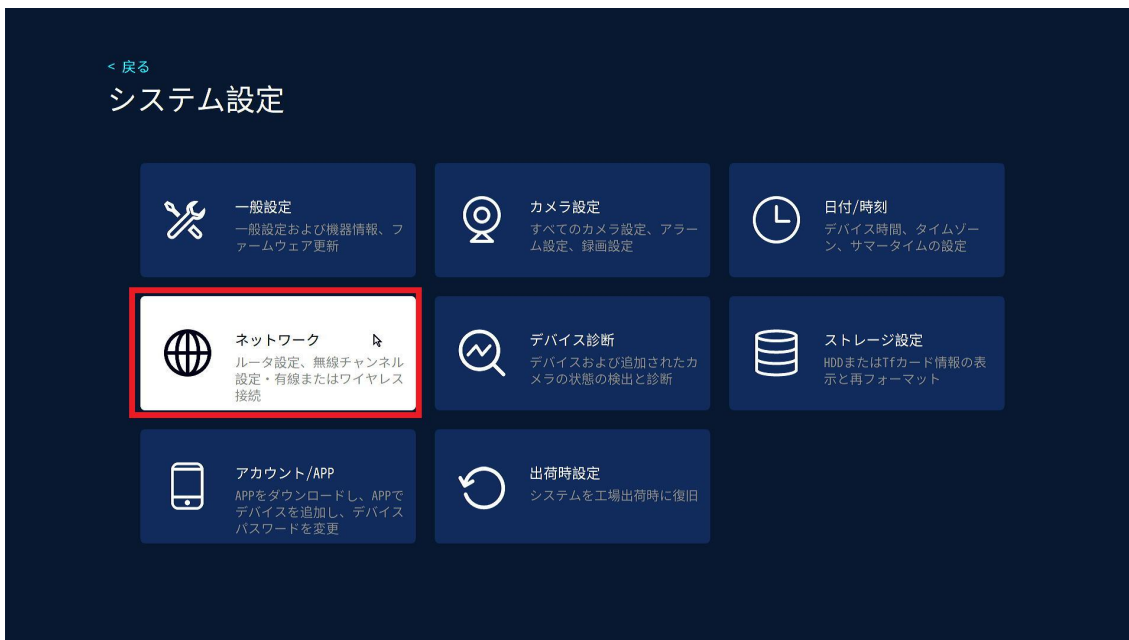 < 戻る
システム設定
一般設定
一般設定および機器情報、フ
ァームウェア更新
カメラ設定
すべてのカメラ設定、アラー
ム設定、録画設定
日付/時刻
デバイス時間、タイムゾー
ン、サマータイムの設定
ネットワーク
ルータ設定、無線チャンネル
設定・有線またはワイヤレス
接続
デバイス診断
デバイスおよび追加されたカ
メラの状態の検出と診断
ストレージ設定
HDDまたはTfカード情報の表
示と再フォーマット
アカウント/APP
APPをダウンロードし、APPで
デバイスを追加し、デバイス
パスワードを変更
出荷時設定
システムを工場出荷時に復旧